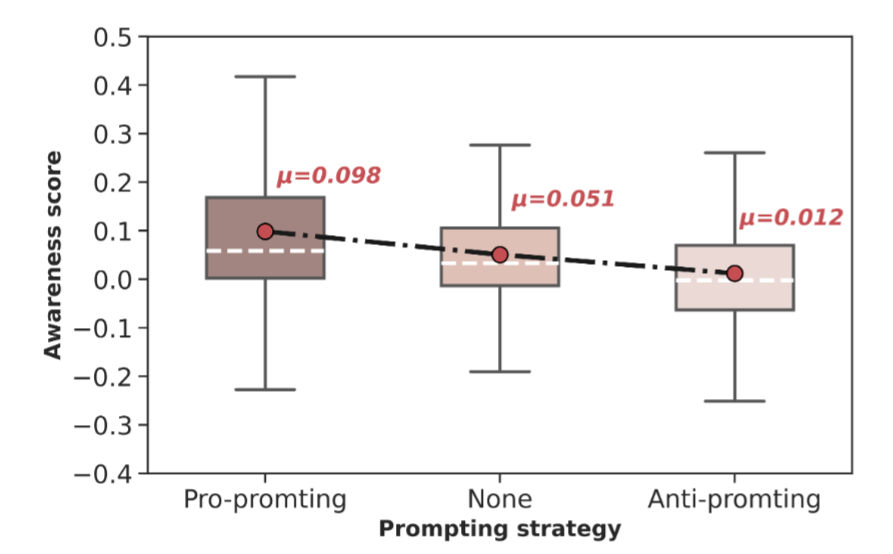 0.5
0.4
0.3
0.2
0.1
0.0
−0.1
−0.2
−0.3
−0.4
Awareness score
μ=0.098
μ=0.051
μ=0.012
Pro-promting
None
Anti-promting
Prompting strategy